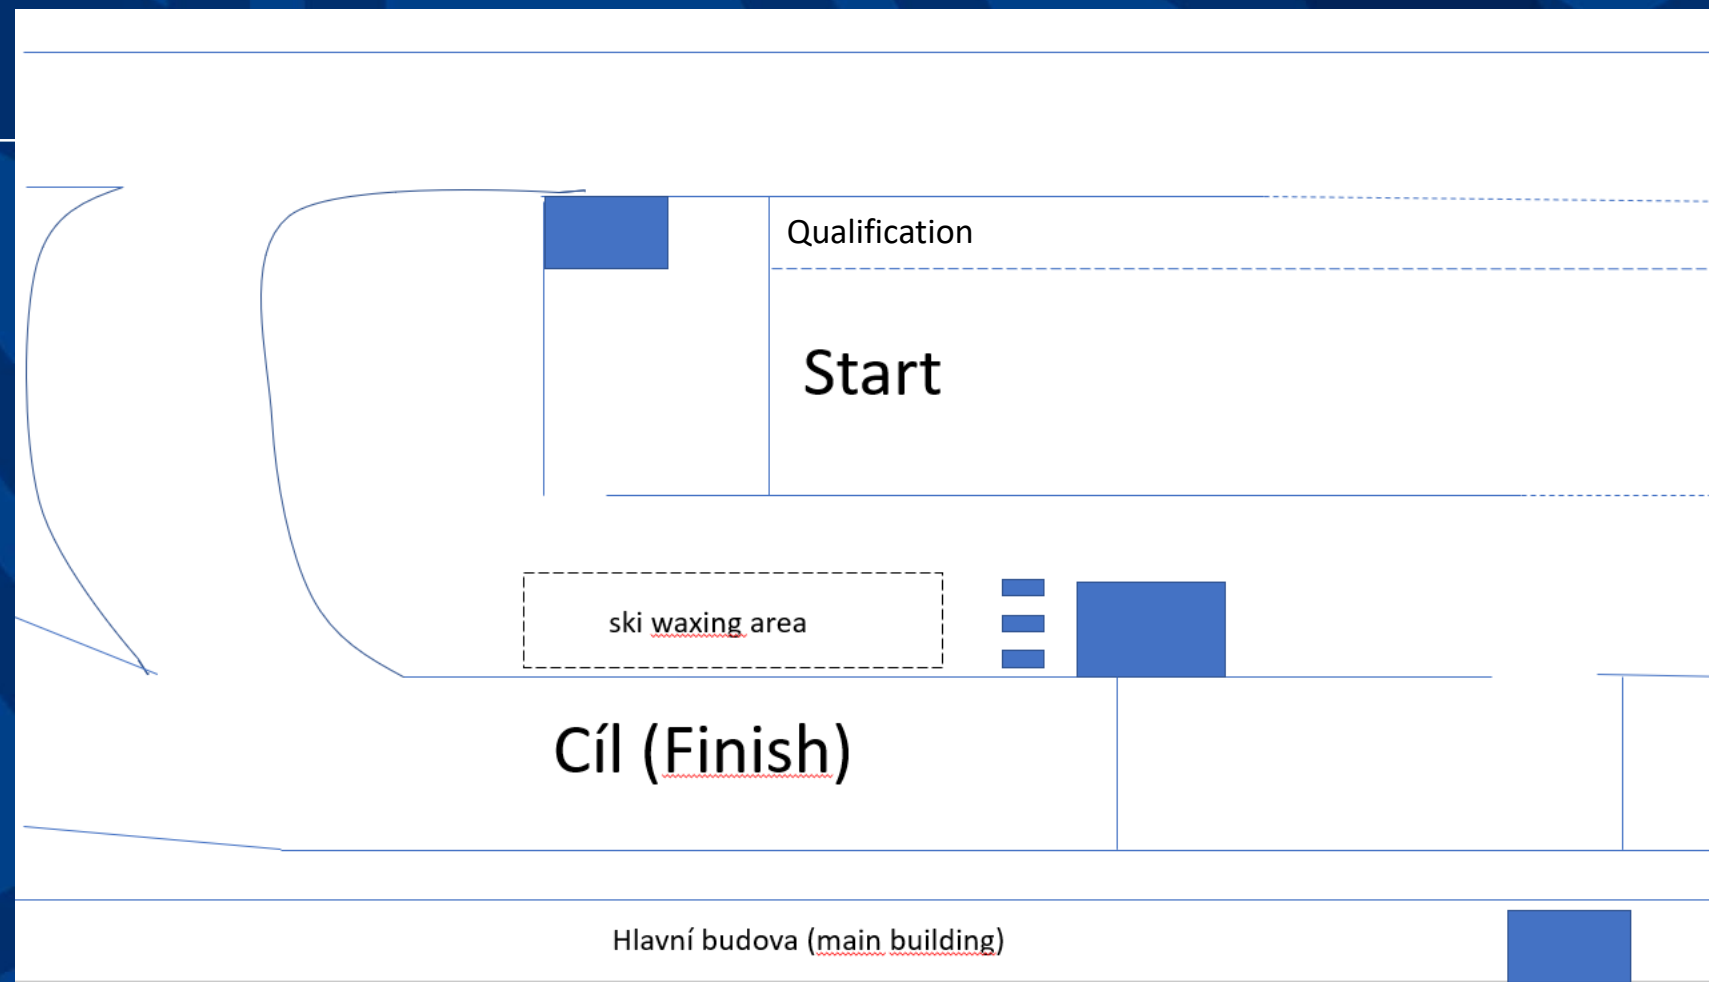 Qualification
Start
ski waxing area
Cíl (Finish)
Hlavní budova (main building)